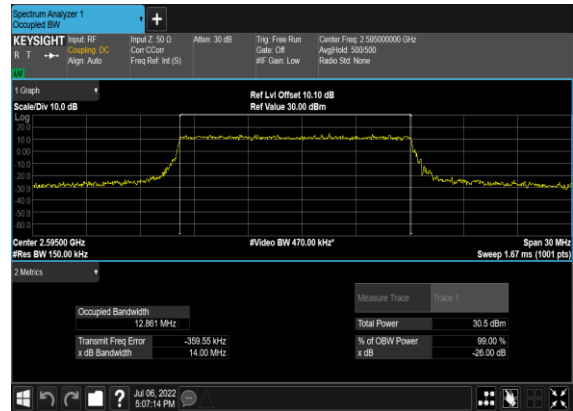 Spectrum Analyzer 1
Occupied BW
KEYSIGHT
R T
LU
Input: RF
Coupling: DC
Align: Auto
Input Z: 50 Ω
Corr CCorr
Freq Ref: Int (S)
Atten: 30 dB
Trig: Free Run
Gate: Off
#IF Gain: Low
Center Freq: 2.595000000 GHz
Avg|Hold: 500/500
Radio Std: None
1 Graph
Scale/Div 10.0 dB
Ref Lvl Offset 10.10 dB
Ref Value 30.00 dBm
Log
20.0
10.0
0.00
-10.0
-20.0
-30.0
-40.0
-50.0
-60.0
Center 2.59500 GHz
#Res BW 150.00 kHz
#Video BW 470.00 kHz*
Span 30 MHz
Sweep 1.67 ms (1001 pts)
2 Metrics
Measure Trace
Trace 1
Occupied Bandwidth
12.861 MHz
Total Power
30.5 dBm
Transmit Freq Error
-359.55 kHz
% of OBW Power
99.00 %
x dB Bandwidth
14.00 MHz
x dB
-26.00 dB
?
Jul 06, 2022
5:07:14 PM